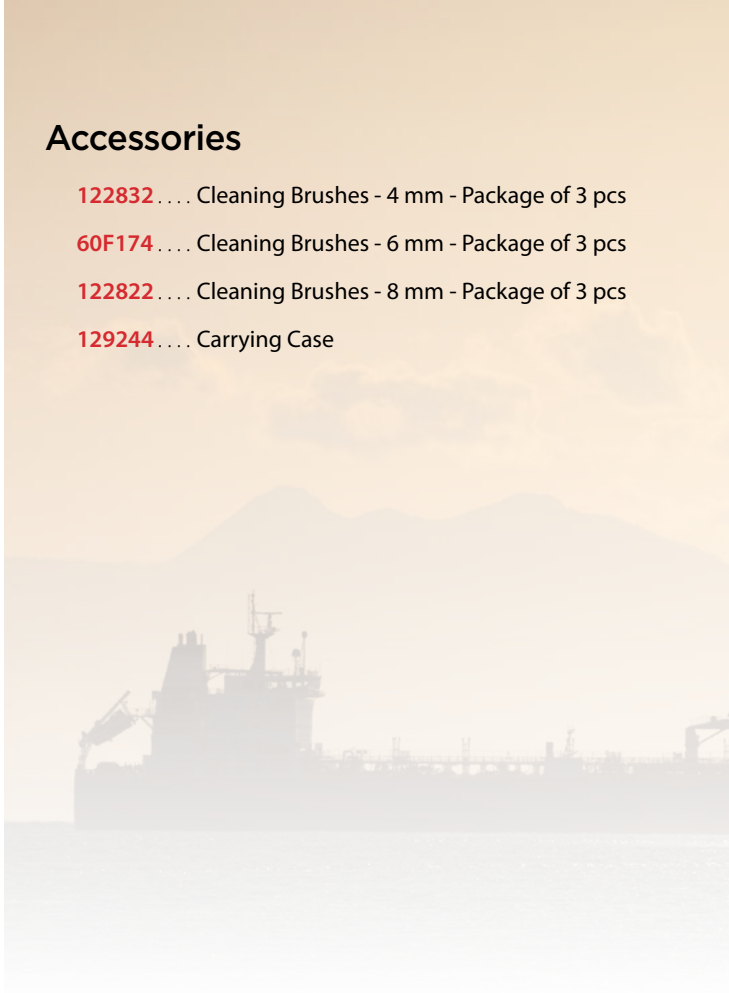 Accessories
122832 . . . . Cleaning Brushes - 4 mm - Package of 3 pcs
60F174 . . . . Cleaning Brushes - 6 mm - Package of 3 pcs
122822 . . . . Cleaning Brushes - 8 mm - Package of 3 pcs
129244 . . . . Carrying Case